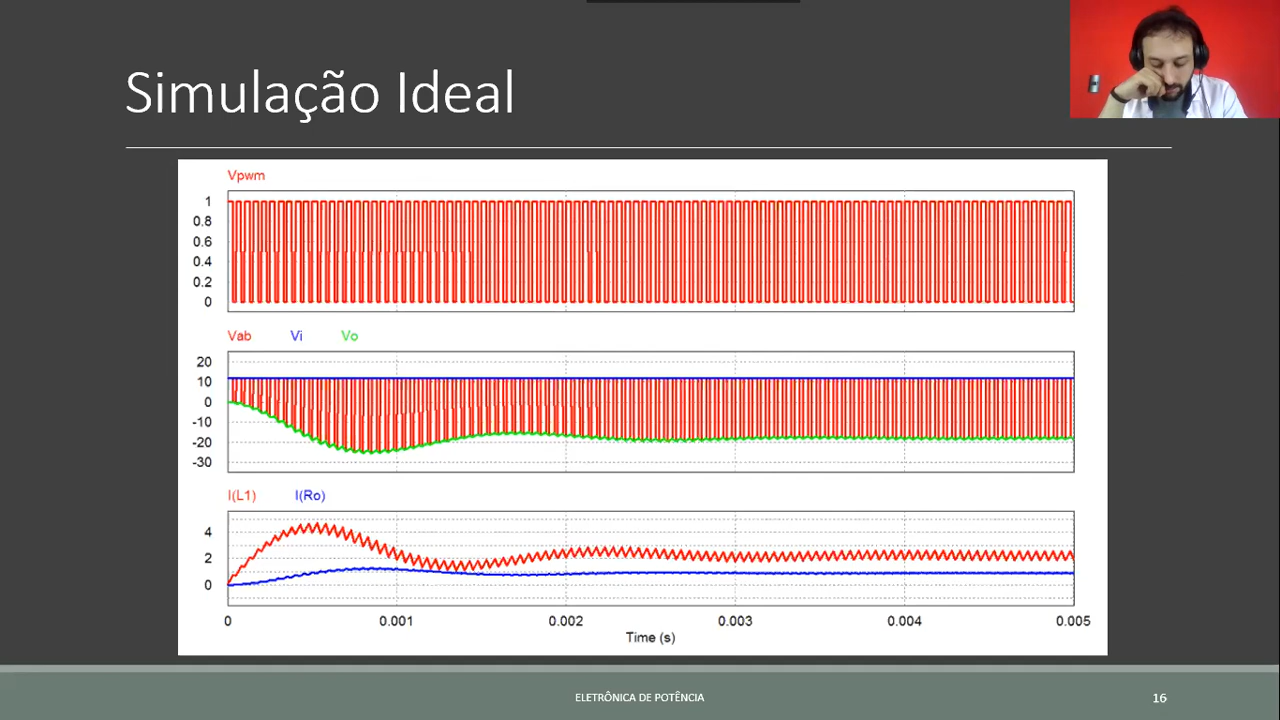 Simulação Ideal
Vpwm
1
0.8
0.6
0.4
0.2
0
Vab Vi Vo
20
10
0
-10
-20
-30
I(L1) I(Ro)
4
2
0
0 0.001 0.002 0.003 0.004 0.005
Time (s)
ELETRÔNICA DE POTÊNCIA 16